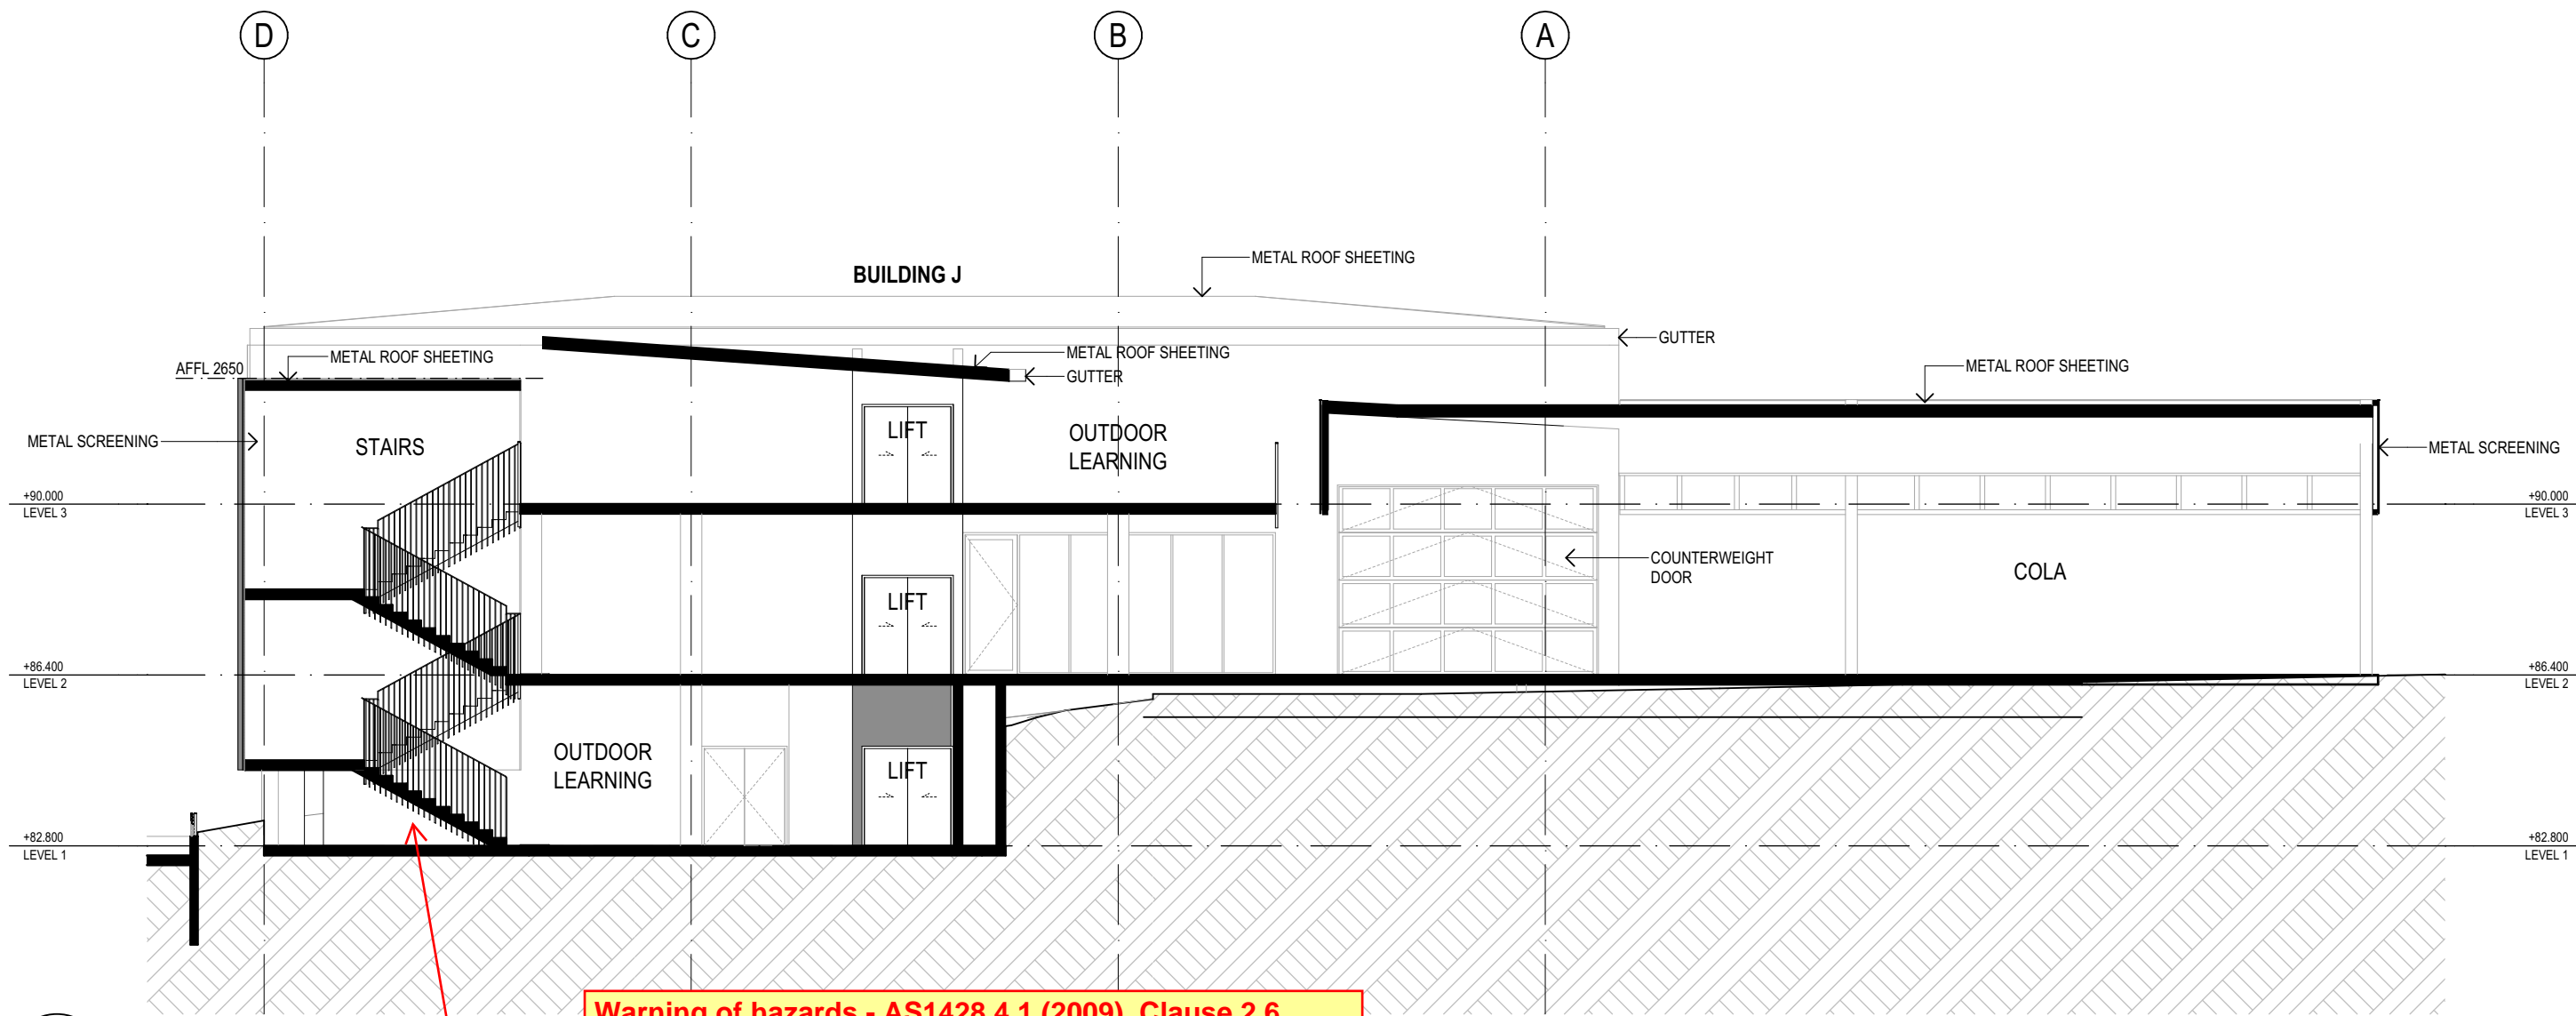 D
C
B
A
BUILDING J
METAL ROOF SHEETING
GUTTER
METAL ROOF SHEETING
METAL ROOF SHEETING
GUTTER
METAL ROOF SHEETING
AFFL 2650
METAL SCREENING
STAIRS
LIFT
OUTDOOR
LEARNING
METAL SCREENING
+90.000
LEVEL 3
+90.000
LEVEL 3
COUNTERWEIGHT
DOOR
COLA
LIFT
+86.400
LEVEL 2
+86.400
LEVEL 2
OUTDOOR
LEARNING
LIFT
+82.800
LEVEL 1
+82.800
LEVEL 1
Warning of hazards - AS1428.4.1 (2009), Clause 2.6